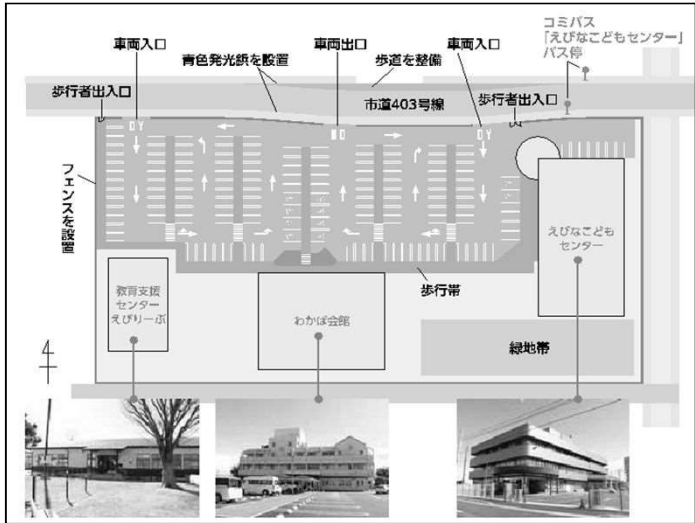 コミバス
「えびなこどもセンター」
バス停
車両入口
車両出口
車両入口
青色発光鋲を設置
歩道を整備
歩行者出入口
市道403号線
歩行者出入口
フェンスを設置
えびなこども
センター
歩行帯
教育支援
センター
えびりーぶ
わかば会館
緑地帯